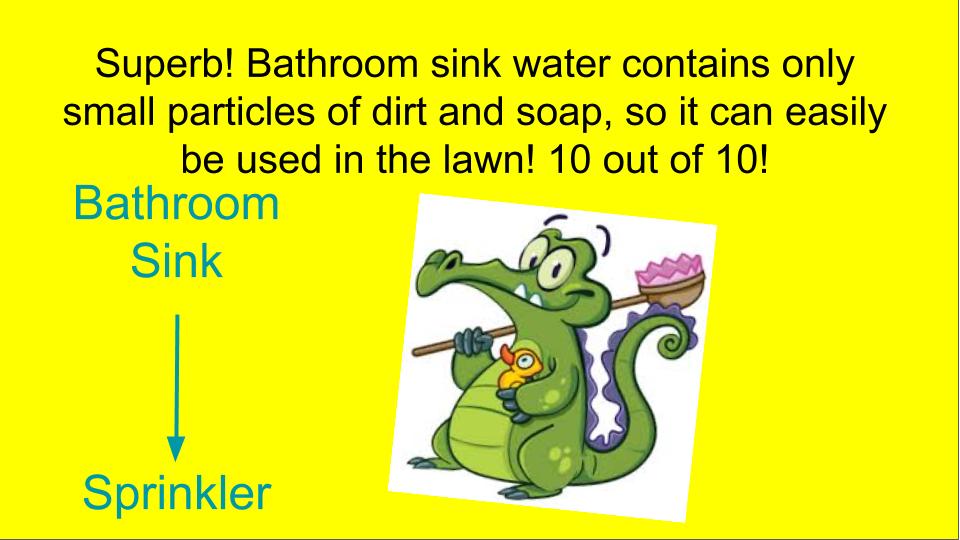 Superb! Bathroom sink water contains only
small particles of dirt and soap, so it can easily
be used in the lawn! 10 out of 10!
Bathroom
Sink
Sprinkler